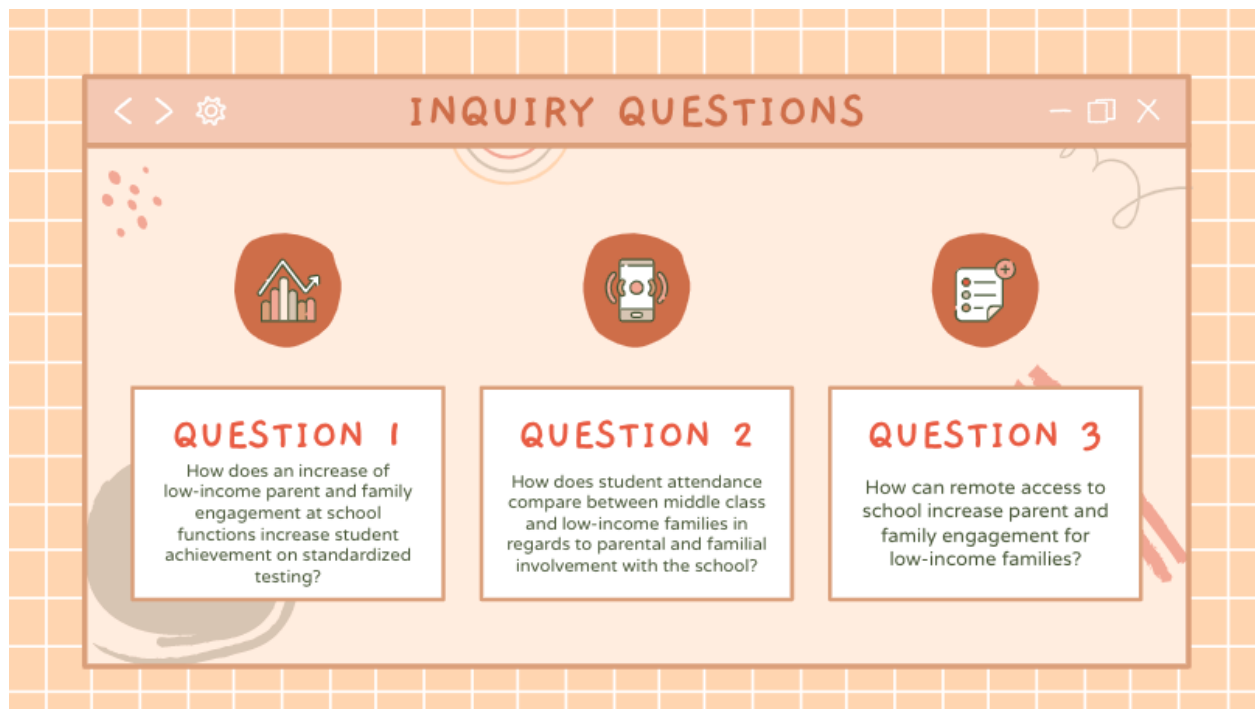 INQUIRY QUESTIONS
QUESTION 1
How does an increase of
low-income parent and family
engagement at school
functions increase student
achievement on standardized
testing?
QUESTION 2
How does student attendance
compare between middle class
and low-income families in
regards to parental and familial
involvement with the school?
QUESTION 3
How can remote access to
school increase parent and
family engagement for
low-income families?